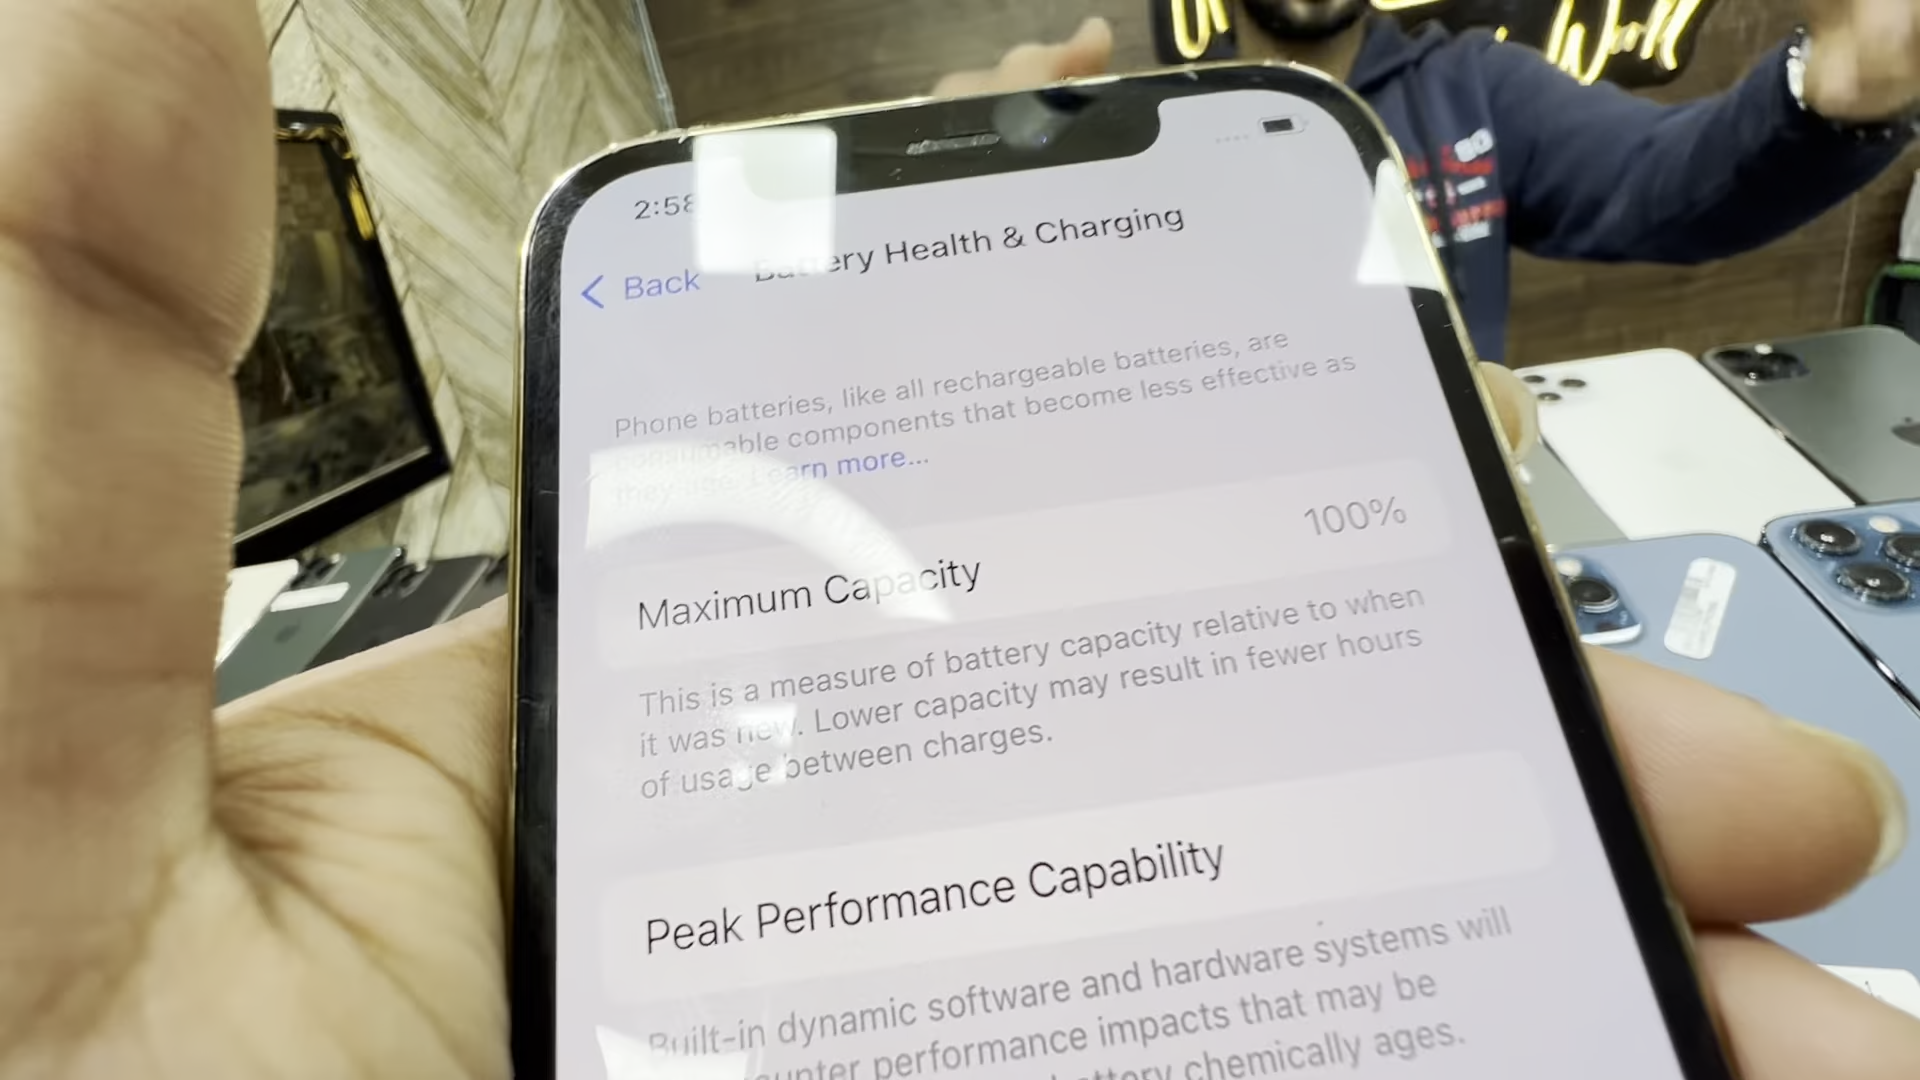 Work
2:58
Back
Battery Health & Charging
Phone batteries, like all rechargeable batteries, are
consumable components that become less effective as
they age. Learn more...
Maximum Capacity
100%
This is a measure of battery capacity relative to when
it was new. Lower capacity may result in fewer hours
of usage between charges.
Peak Performance Capability
Built-in dynamic software and hardware systems will
counter performance impacts that may be
battery chemically ages.